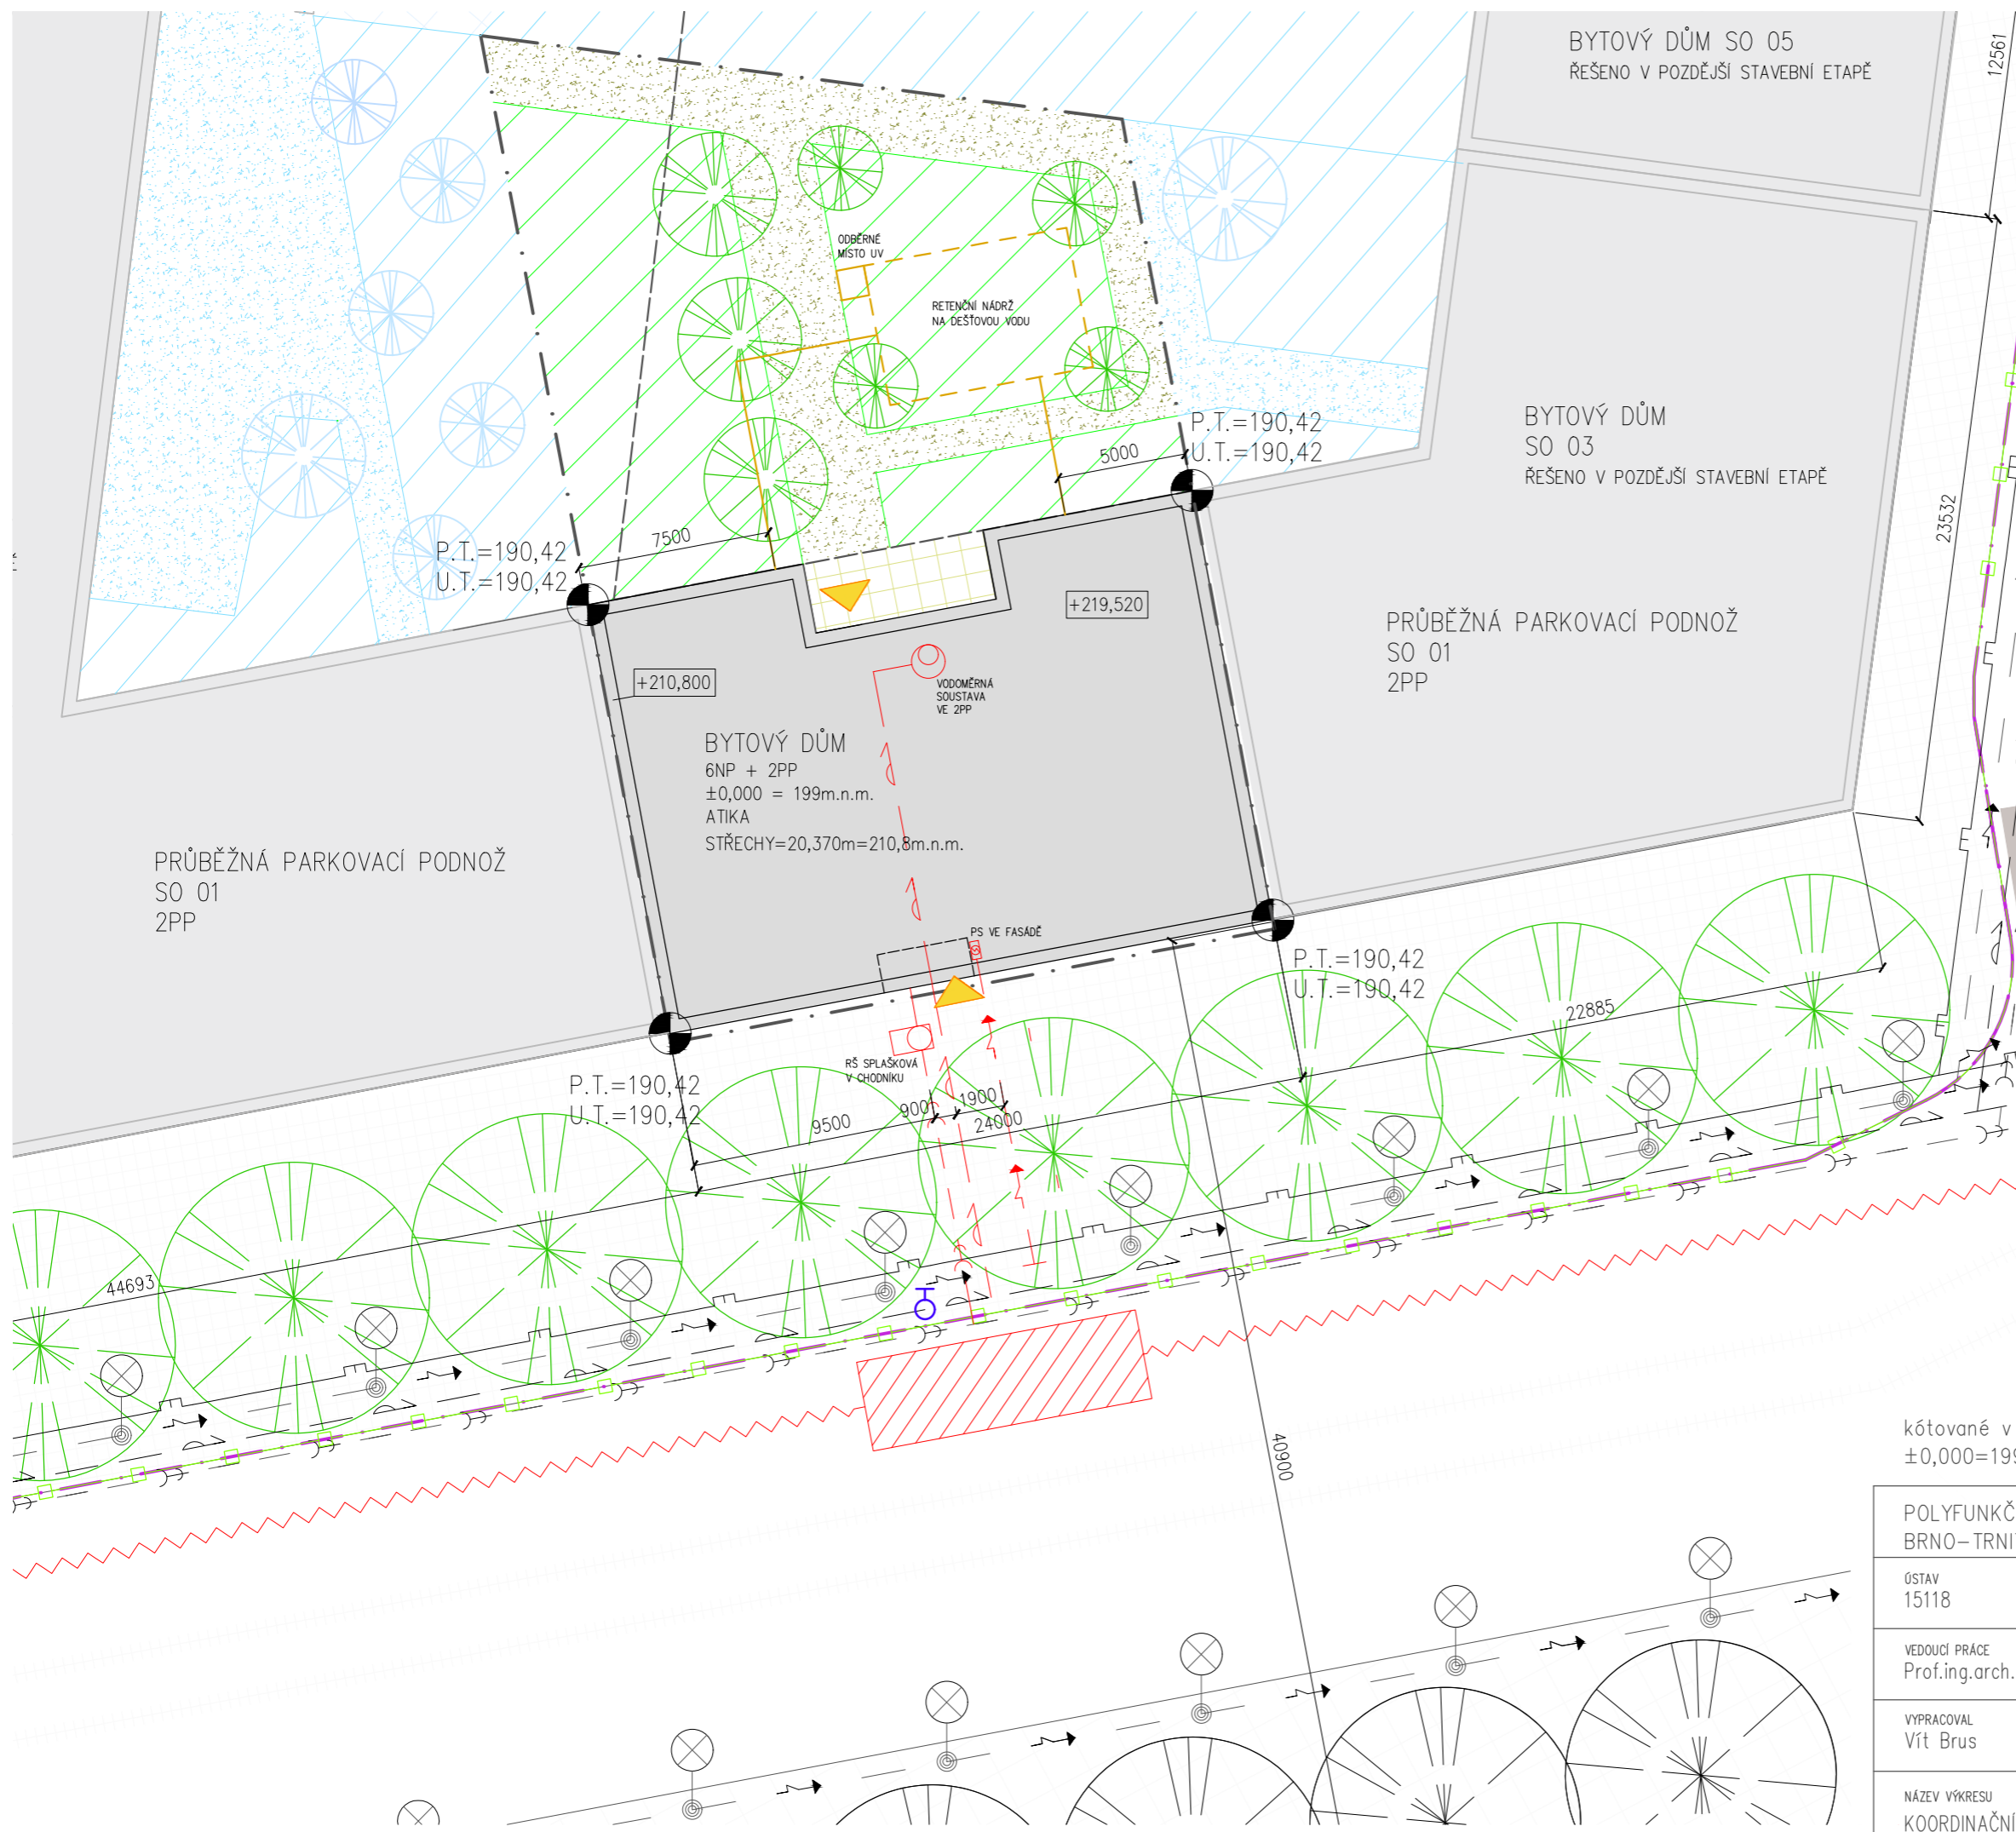 BYTOVÝ DŮM SO 05
ŘEŠENO V POZDĚJŠÍ STAVEBNÍ ETAPĚ
12561
ODBĚRNÉ
MÍSTO UV
RETENČNÍ NÁDRŽ
NA DEŠŤOVOU VODU
P.T.=190,42
U.T.=190,42
5000
BYTOVÝ DŮM
SO 03
ŘEŠENO V POZDĚJŠÍ STAVEBNÍ ETAPĚ
23532
7500
P.T.=190,42
U.T.=190,42
+219,520
PRŮBĚŽNÁ PARKOVACÍ PODNOŽ
SO 01
2PP
+210,800
VODOMĚRNÁ
SOUSTAVA
VE 2PP
BYTOVÝ DŮM
6NP + 2PP
±0,000 = 199m.n.m.
ATIKA
STŘECHY=20,370m=210,8m.n.m.
PRŮBĚŽNÁ PARKOVACÍ PODNOŽ
SO 01
2PP
PS VE FASÁDĚ
P.T.=190,42
U.T.=190,42
22885
RŠ SPLAŠKOVÁ
V CHODNÍKU
P.T.=190,42
U.T.=190,42
9500
900
1900
24000
44693
40900
kótované v
±0,000=199
POLYFUNKČ
BRNO-TRNI
ÚSTAV
15118
VEDOUCÍ PRÁCE
Prof.ing.arch.
VYPRACOVAL
Vít Brus
NÁZEV VÝKRESU
KOORDINAČNÍ